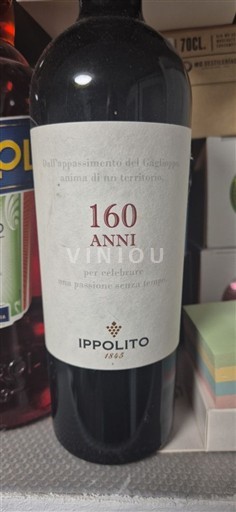 70CL.
Dall'appassimento del Gaglioppo
anima di un territorio,
160
ANNI
VINIOU
per celebrare
una passione senza tempo.
IPPOLITO
1845